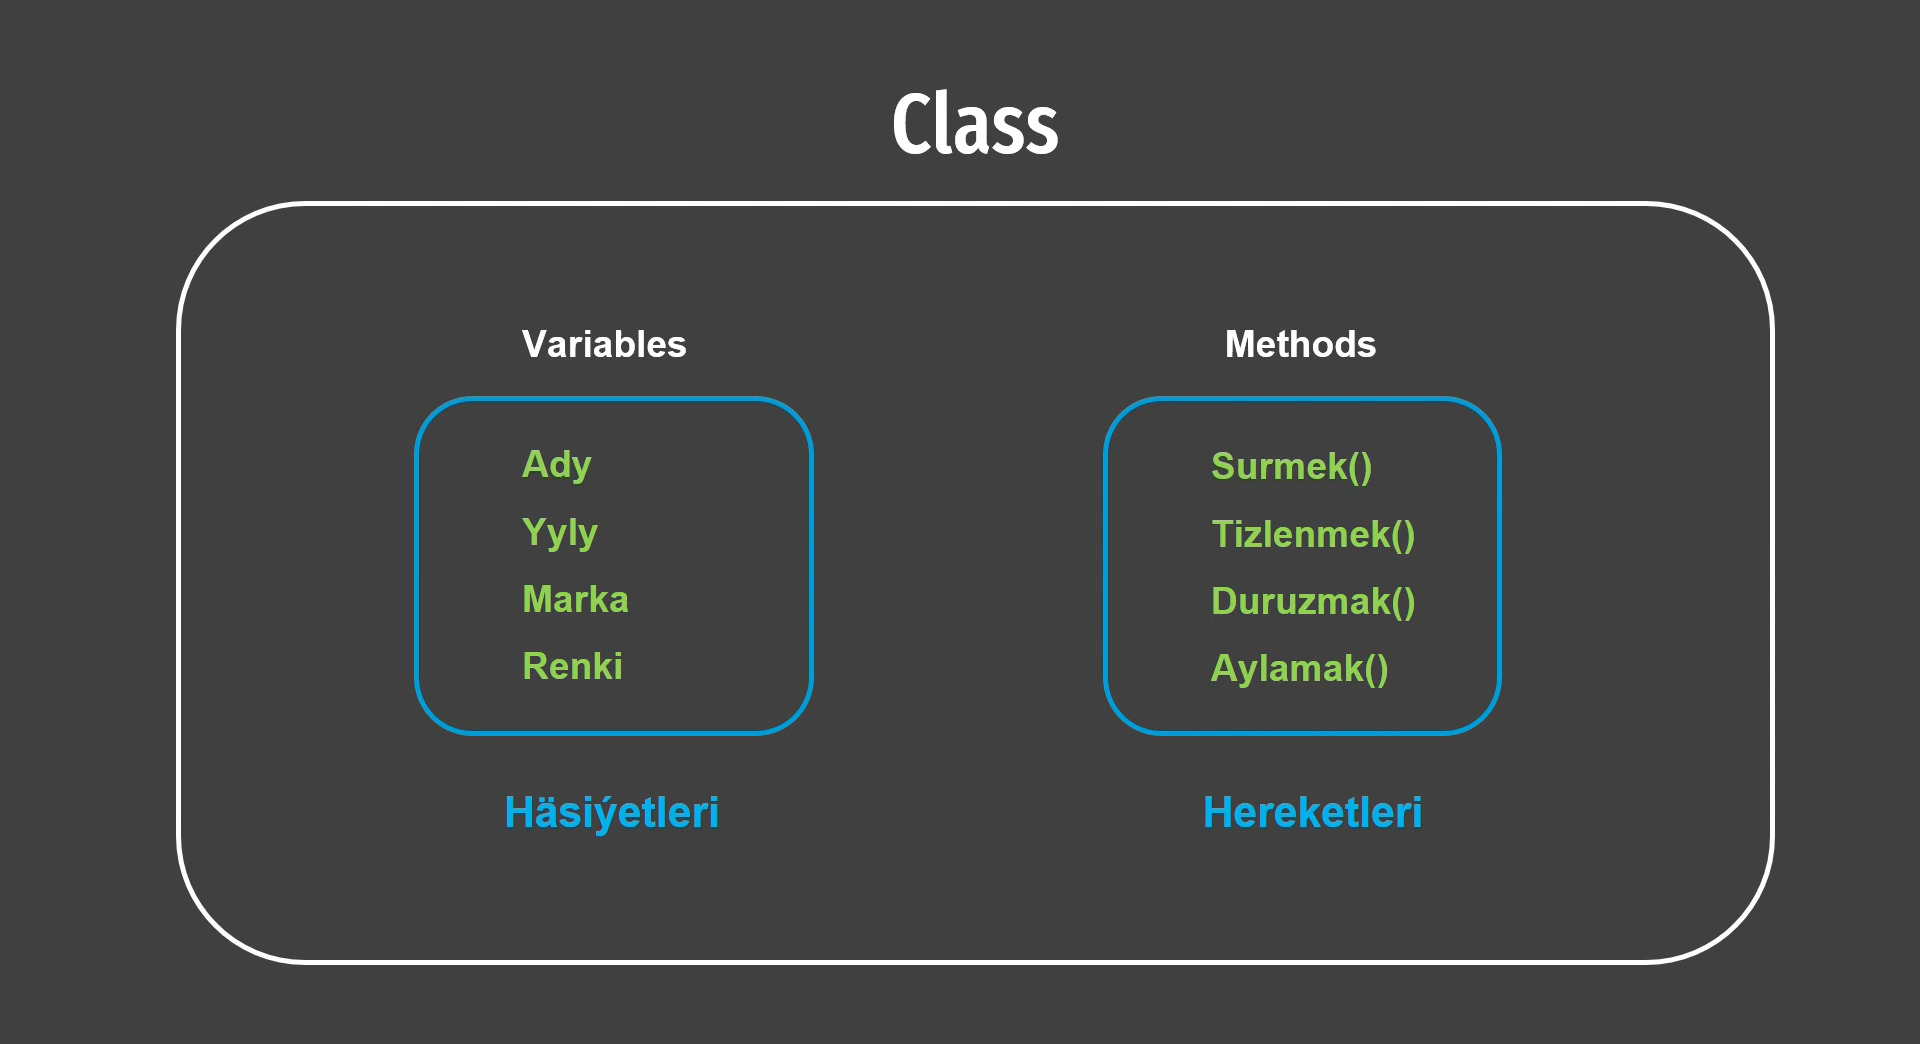 Class
Variables
Ady
Yyly
Marka
Renki
Häsiýetleri
Methods
Surmek()
Tizlenmek()
Duruzmak()
Aylamak()
Hereketleri